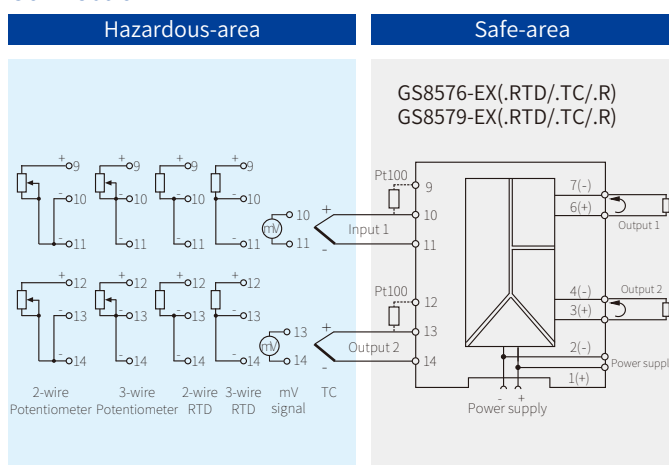 Hazardous-area
Safe-area
GS8576-EX(.RTD/.TC/.R)
GS8579-EX(.RTD/.TC/.R)
+ 9 + 9 + 9 + 9
- 10 - 10 - 10 - 10
- 11 - 11 - 11 - 11
mV 10 11
+ Input 1 -
Pt100
9
10
11
7(-)
6(+)
Output 1
+ 12 + 12 + 12 + 12
- 13 - 13 - 13 - 13
- 14 - 14 - 14 - 14
mV 13 14
+ Output 2 -
Pt100
12
13
14
4(-)
3(+)
Output 2
2(-)
Power suppl
1(+)
- +
Power supply
2-wire Potentiometer
3-wire Potentiometer
2-wire RTD
3-wire RTD
mV signal
TC